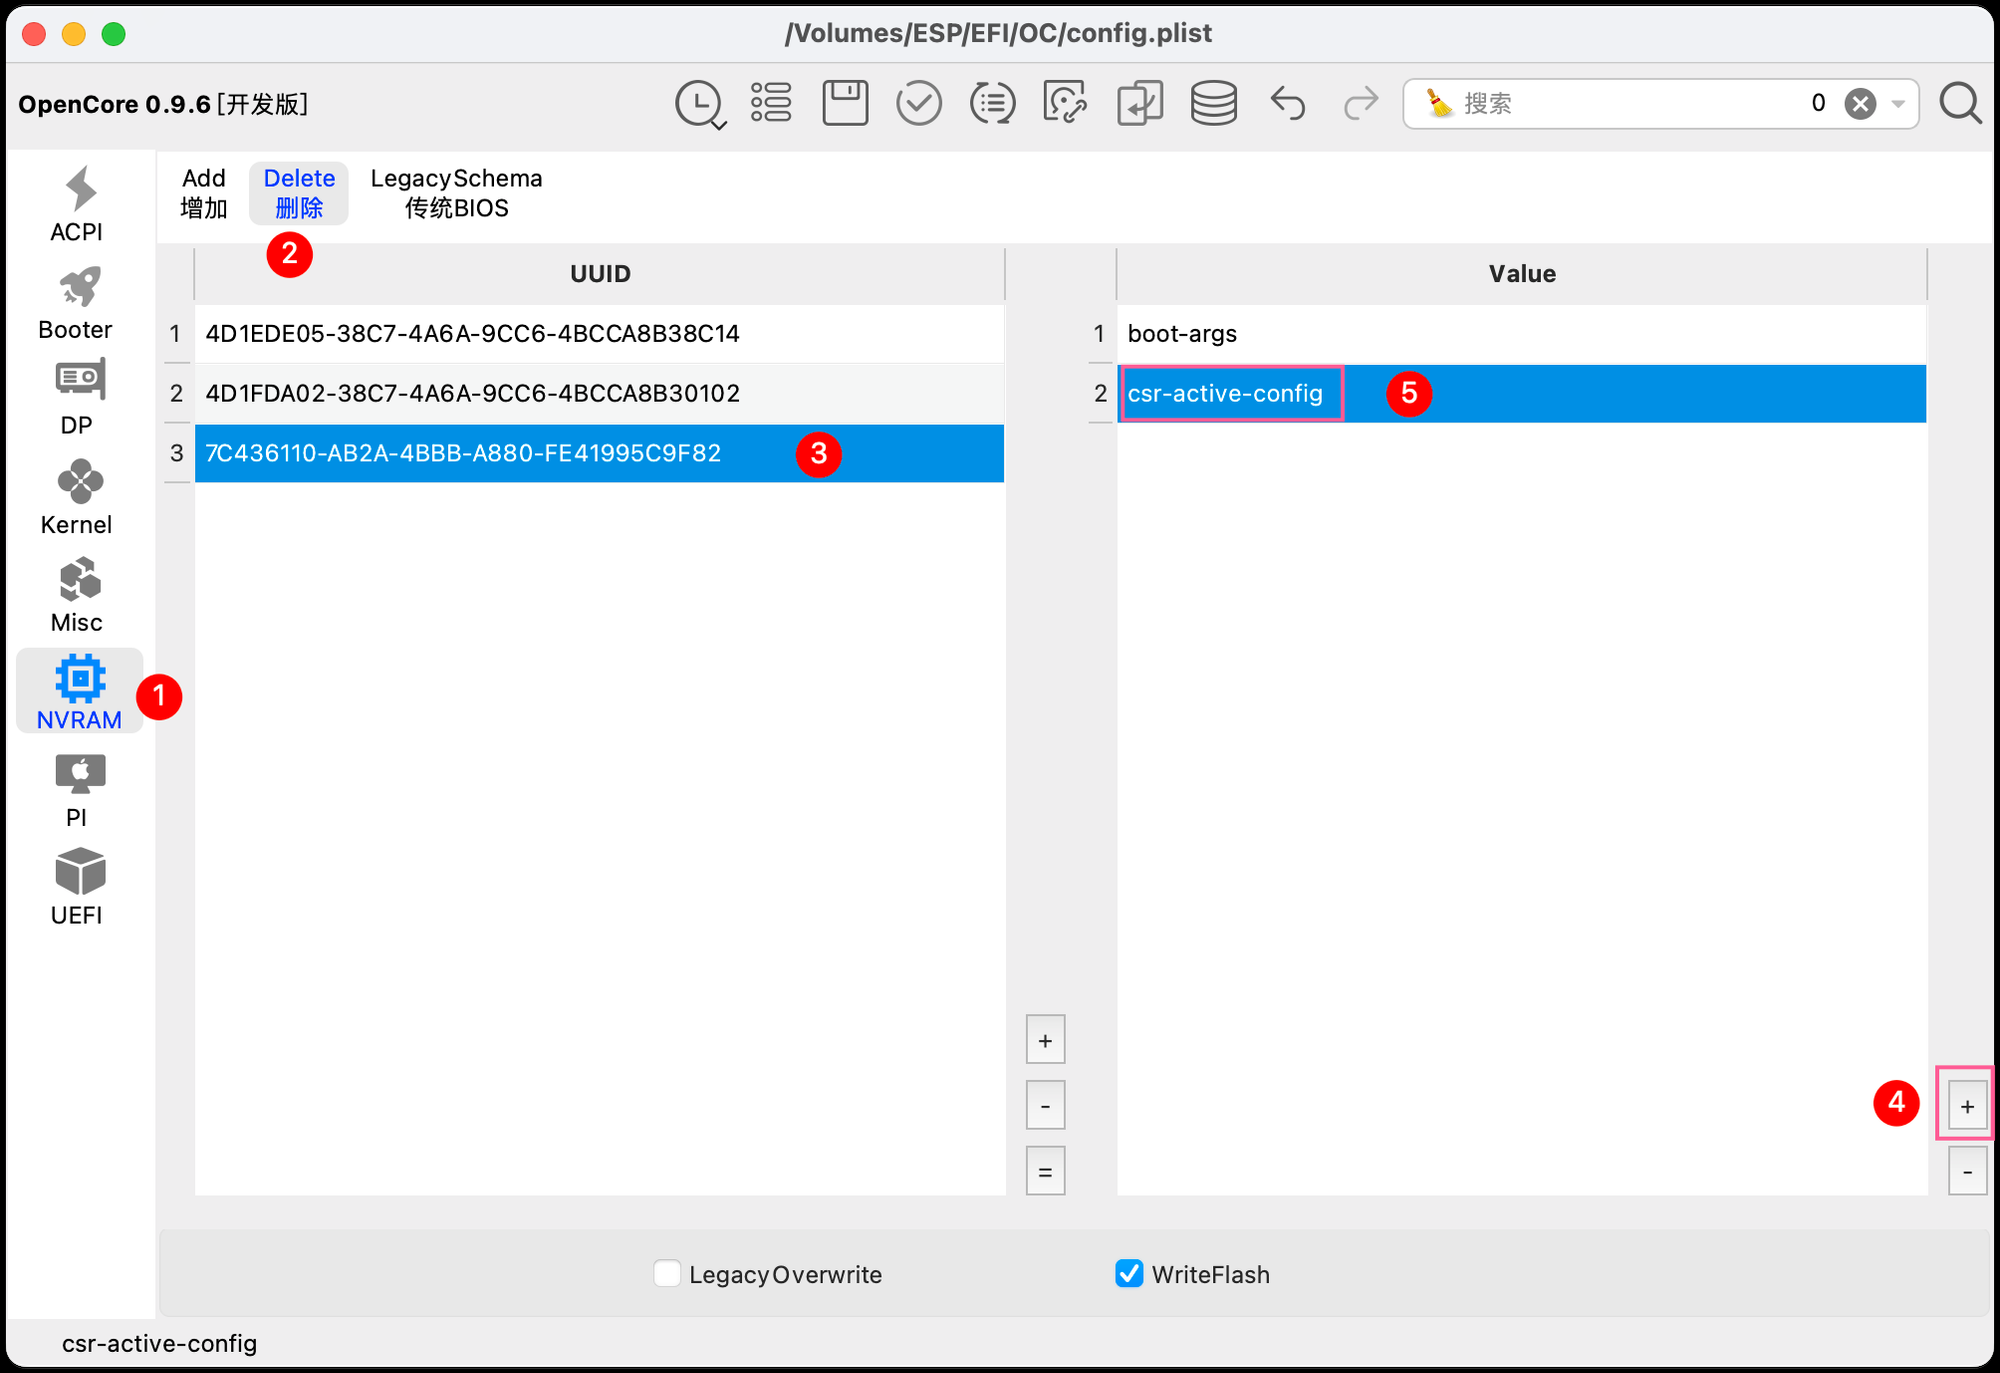 /Volumes/ESP/EFI/OC/config.plist
OpenCore 0.9.6 [开发版]
搜索
0
ACPI
Booter
DP
Kernel
Misc
NVRAM
1
PI
UEFI
Add
增加
Delete
删除
2
LegacySchema
传统BIOS
UUID
1 4D1EDE05-38C7-4A6A-9CC6-4BCCA8B38C14
2 4D1FDA02-38C7-4A6A-9CC6-4BCCA8B30102
3 7C436110-AB2A-4BBB-A880-FE41995C9F82
3
+
-
=
Value
1 boot-args
2 csr-active-config
5
4
+
-
LegacyOverwrite
WriteFlash
csr-active-config